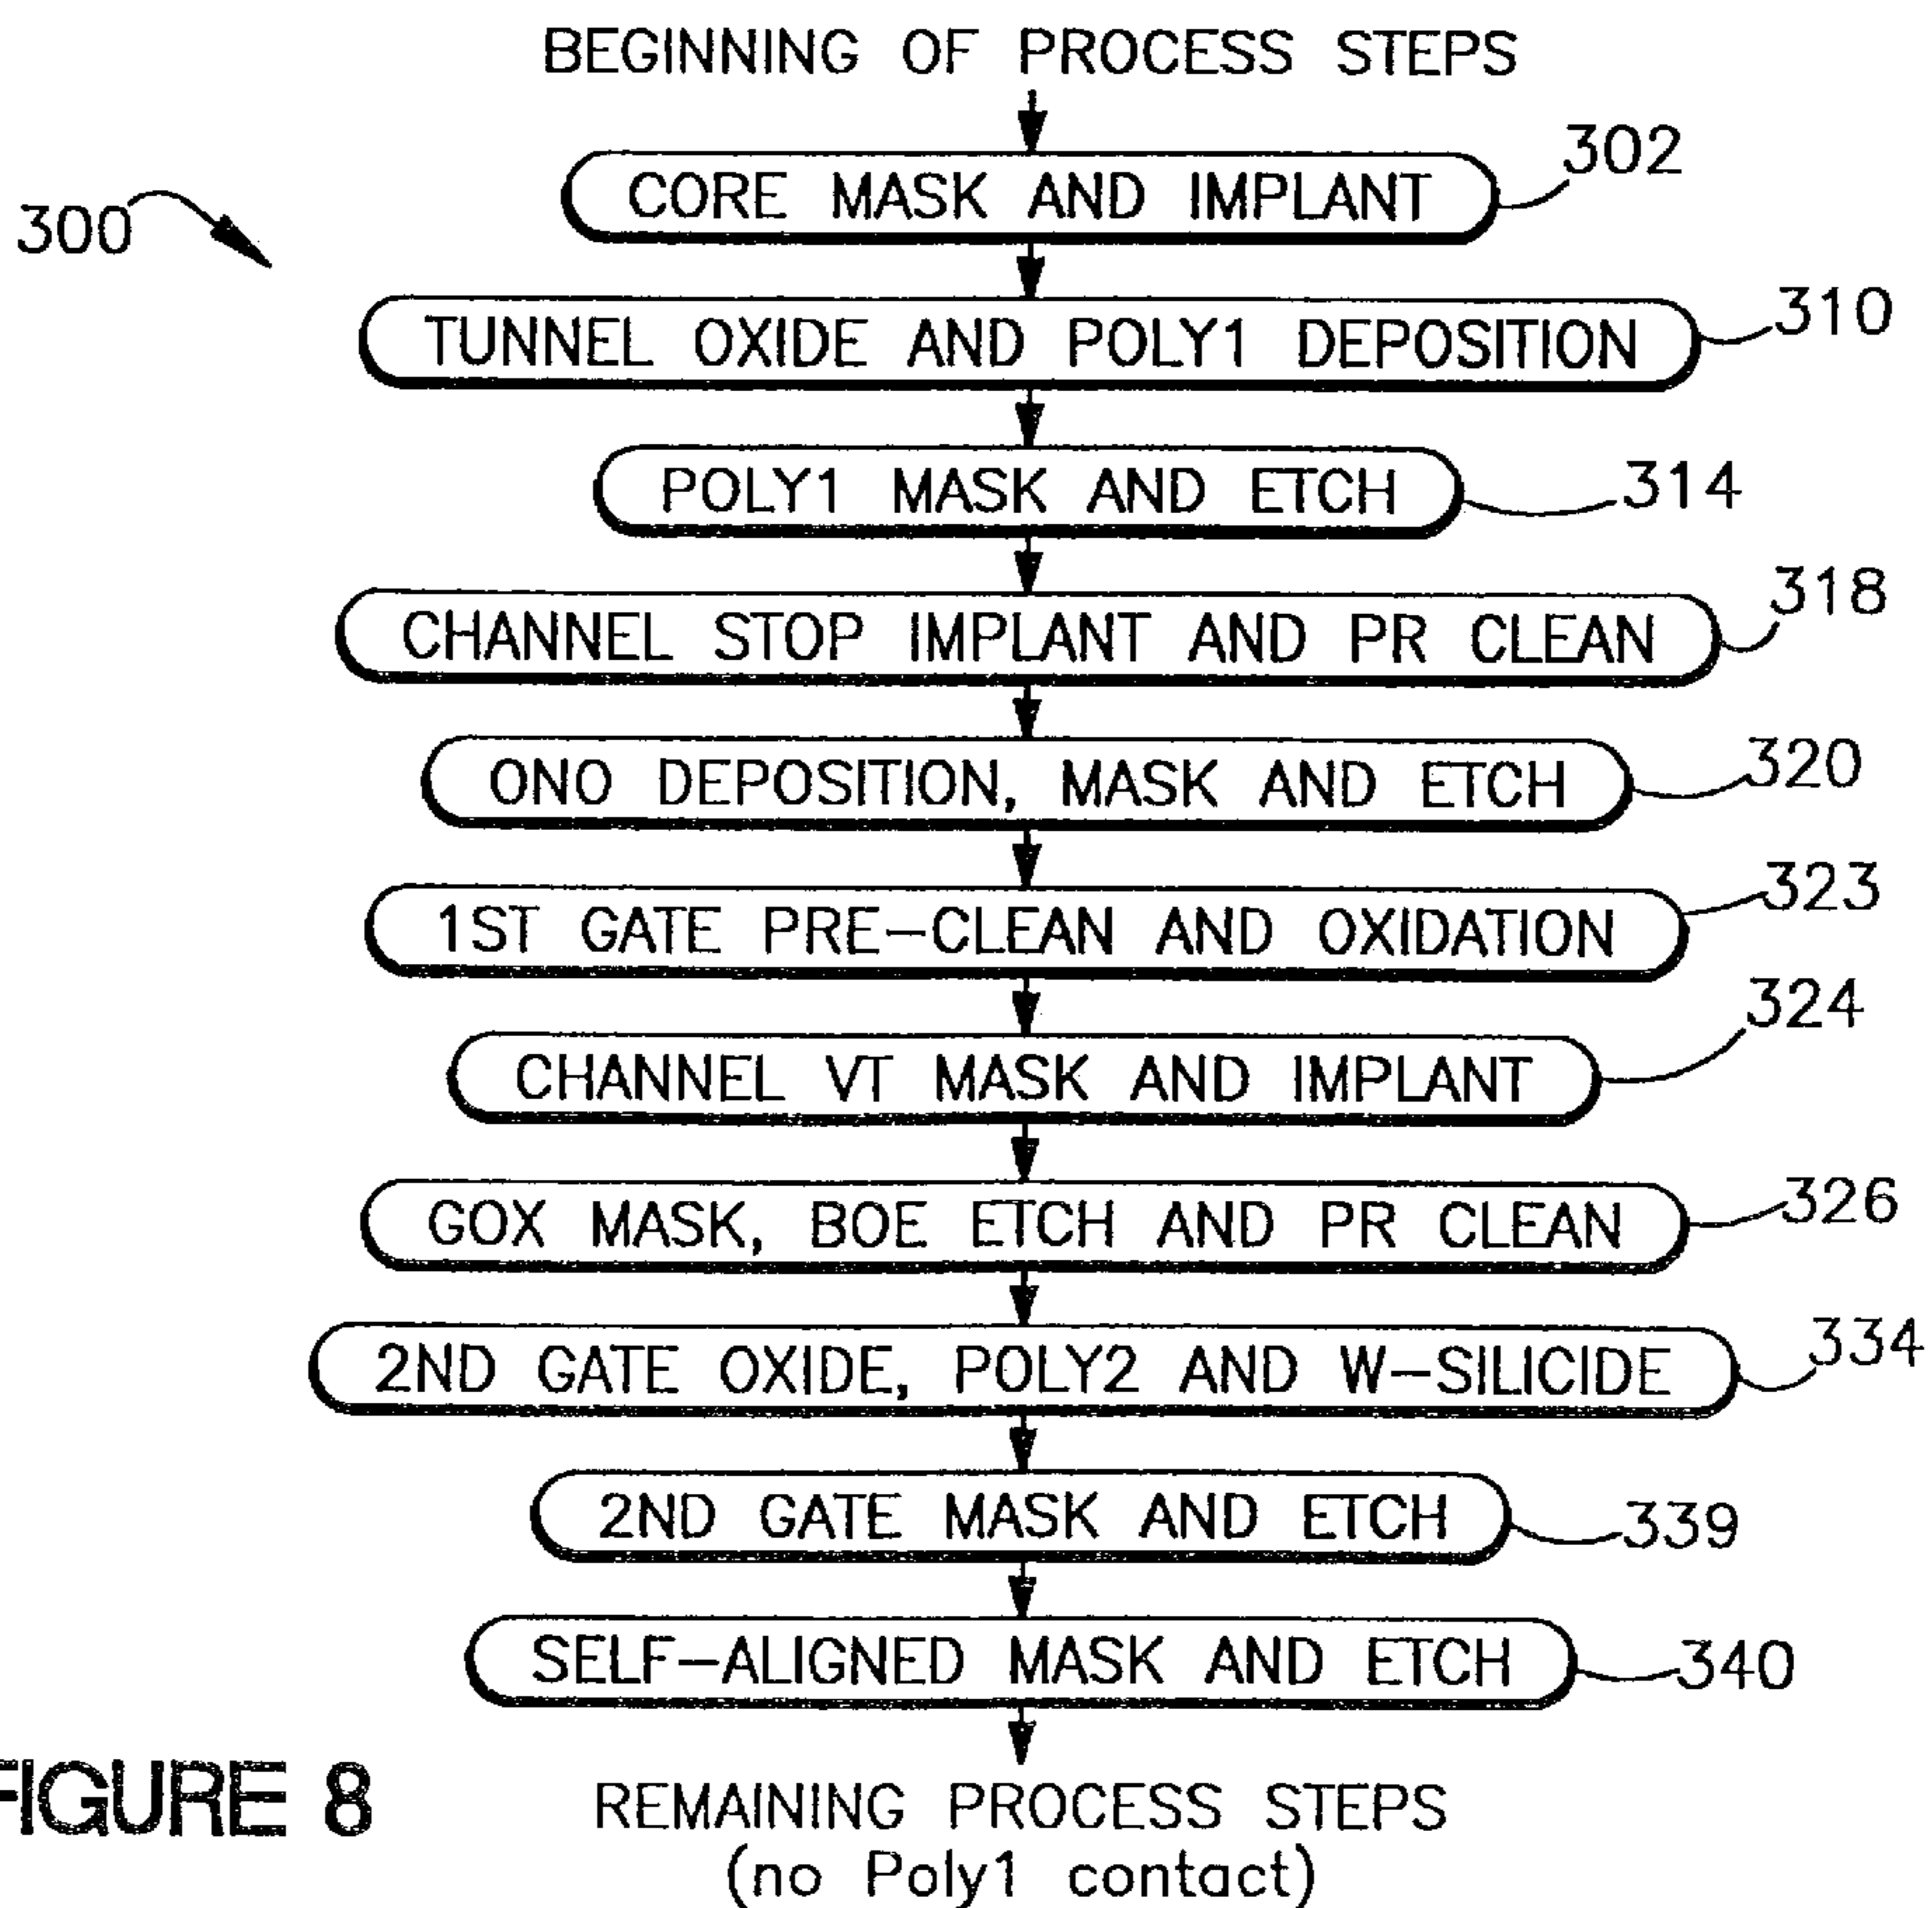 BEGINNING OF PROCESS STEPS
300
CORE MASK AND IMPLANT 302
TUNNEL OXIDE AND POLY1 DEPOSITION 310
POLY1 MASK AND ETCH 314
CHANNEL STOP IMPLANT AND PR CLEAN 318
ONO DEPOSITION, MASK AND ETCH 320
1ST GATE PRE-CLEAN AND OXIDATION 323
CHANNEL VT MASK AND IMPLANT 324
GOX MASK, BOE ETCH AND PR CLEAN 326
2ND GATE OXIDE, POLY2 AND W-SILICIDE 334
2ND GATE MASK AND ETCH 339
SELF-ALIGNED MASK AND ETCH 340
REMAINING PROCESS STEPS
(no Poly1 contact)
FIGURE 8